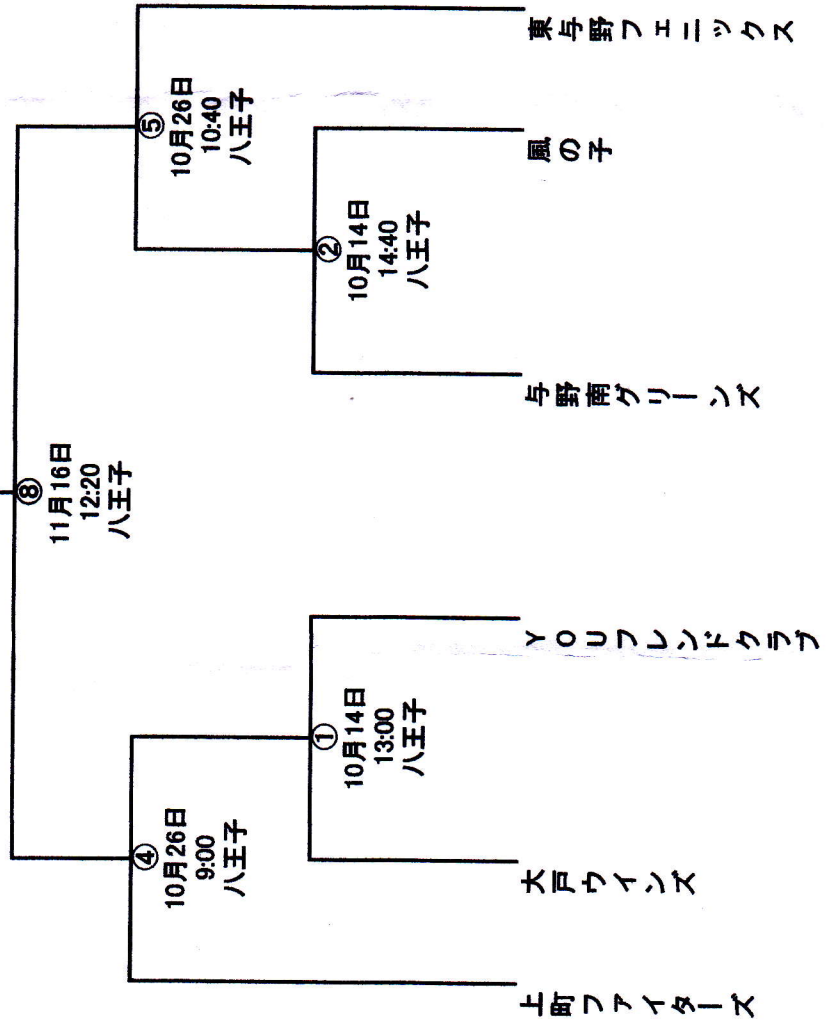 ⑧
11月16日
12:20
八王子
④
10月26日
9:00
八王子
⑤
10月26日
10:40
八王子
①
10月14日
13:00
八王子
②
10月14日
14:40
八王子
上町ファイターズ
大戸ウインズ
YOUフレンドクラブ
与野南グリーンズ
風の子
東与野フェニックス